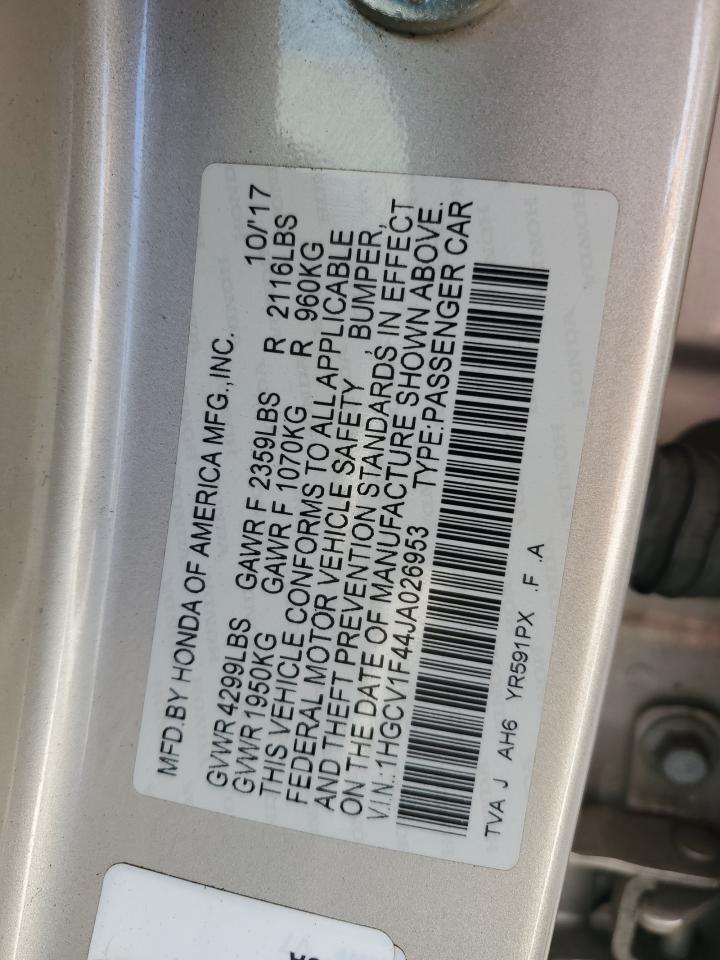 MFD.BY HONDA OF AMERICA MFG.,INC. 10/'17
GVWR 4299LBS GAWR F 2359LBS R 2116LBS
GVWR 1950KG GAWR F 1070KG R 960KG
THIS VEHICLE CONFORMS TO ALL APPLICABLE
FEDERAL MOTOR VEHICLE SAFETY , BUMPER,
AND THEFT PREVENTION STANDARDS IN EFFECT
ON THE DATE OF MANUFACTURE SHOWN ABOVE.
V.I.N.:1HGCV1F44JA026953 TYPE:PASSENGER CAR
TVA J AH6 YR591PX .F .A